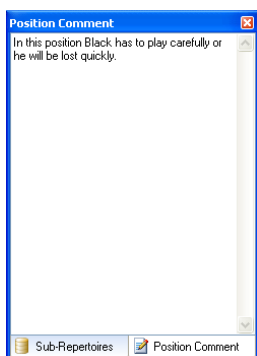 Position Comment
In this position Black has to play carefully or
he will be lost quickly.
Sub-Repertoires
Position Comment